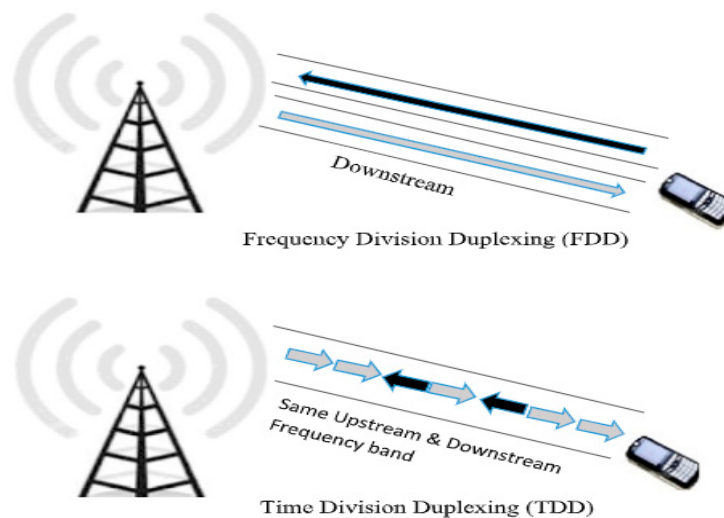 Downstream
Frequency Division Duplexing (FDD)
Same Upstream & Downstream
Frequency band
Time Division Duplexing (TDD)